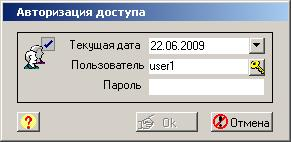 Авторизация доступа
Текущая дата 22.06.2009
Пользователь user1
Пароль
? Ok Отмена